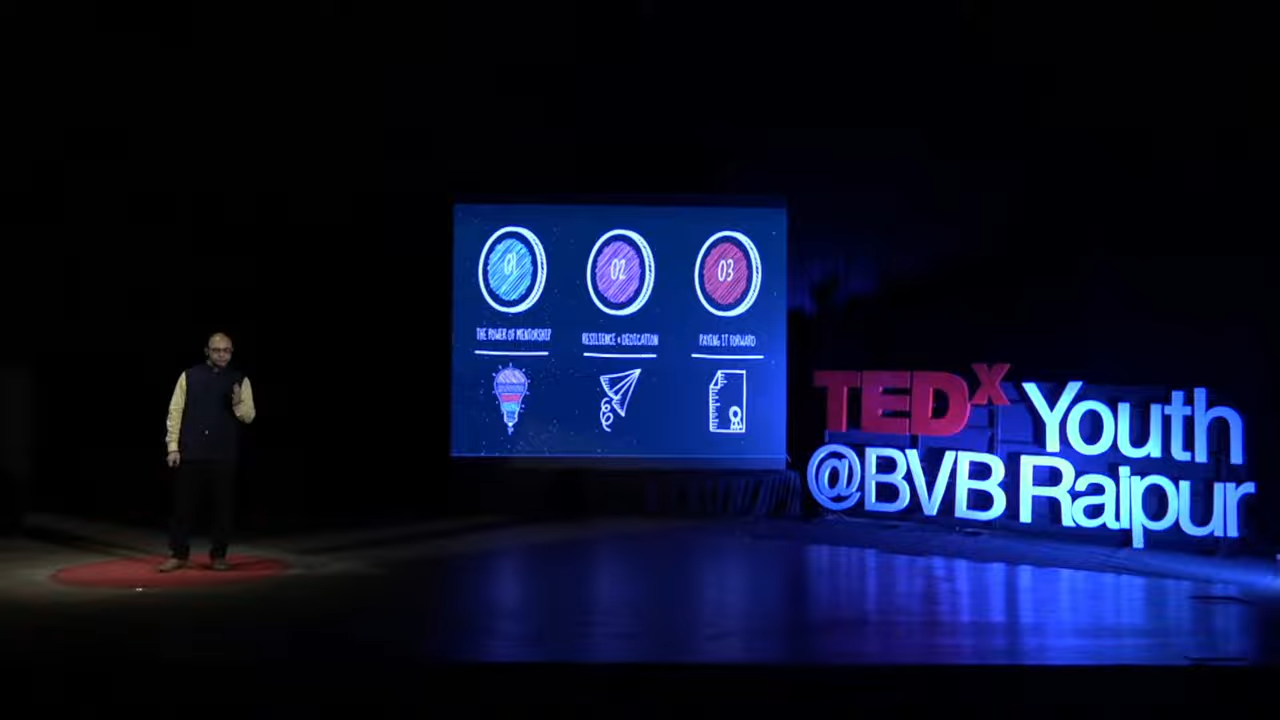 01 02 03
THE POWER OF MENTORSHIP RESILIENCE & DEDICATION PAYING IT FORWARD
TEDx Youth
@BVB Raipur